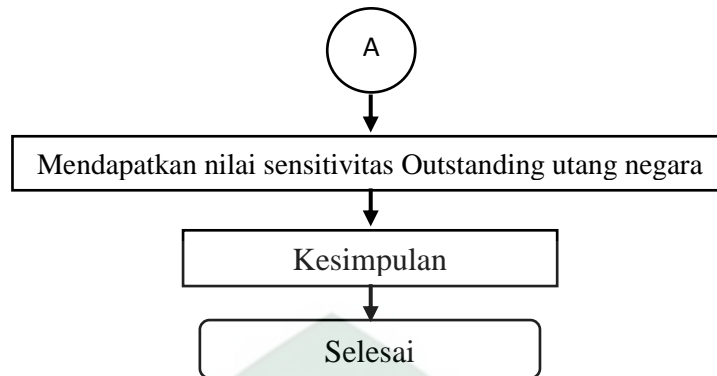 A
Mendapatkan nilai sensitivitas Outstanding utang negara
Kesimpulan
Selesai